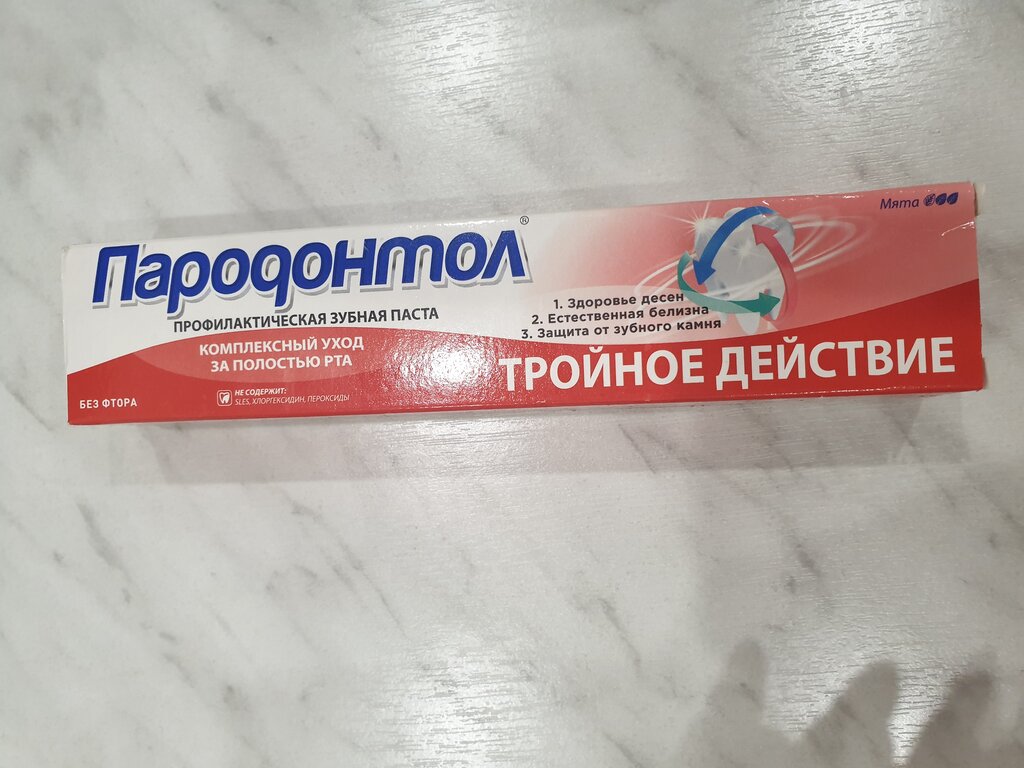 Мята
Пародонтол®
ПРОФИЛАКТИЧЕСКАЯ ЗУБНАЯ ПАСТА
КОМПЛЕКСНЫЙ УХОД
ЗА ПОЛОСТЬЮ РТА
1. Здоровье десен
2. Естественная белизна
3. Защита от зубного камня
ТРОЙНОЕ ДЕЙСТВИЕ
БЕЗ ФТОРА
НЕ СОДЕРЖИТ:
SLES, ХЛОРГЕКСИДИН, ПЕРОКСИДЫ